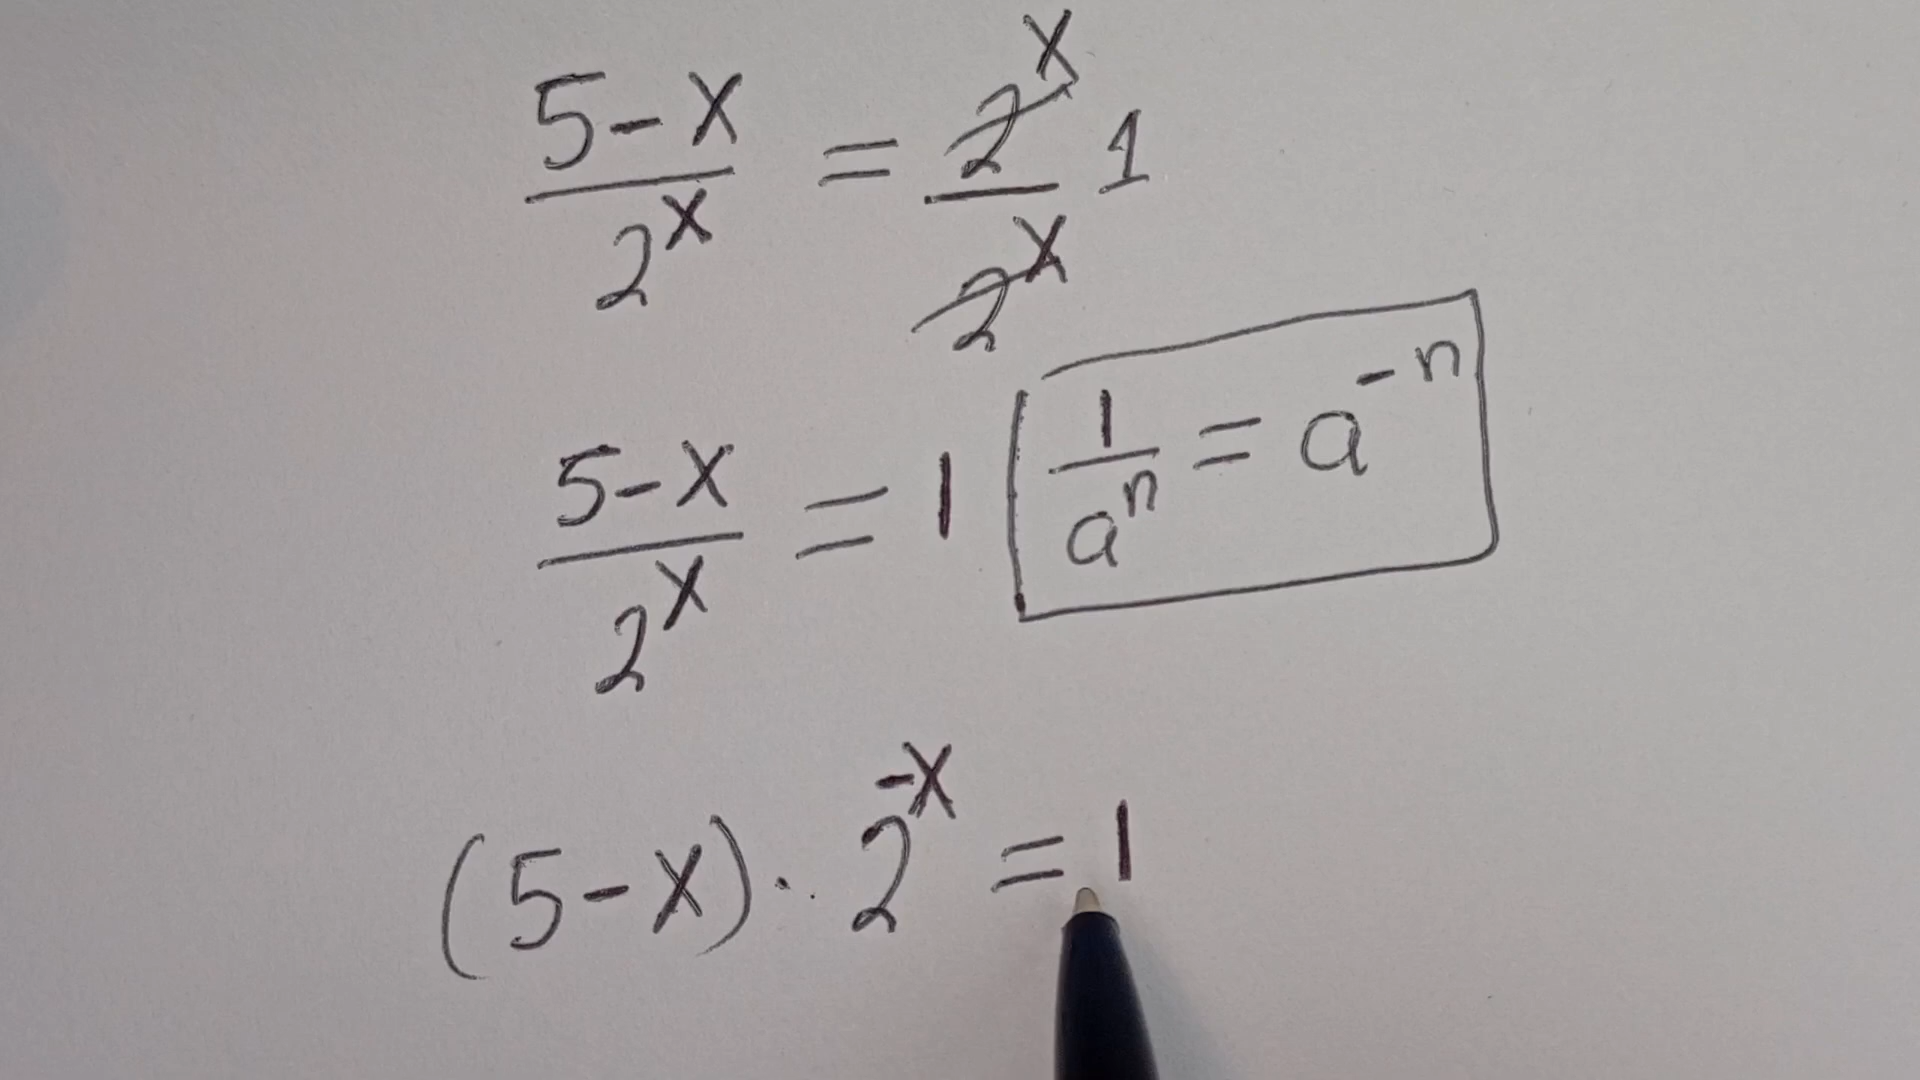 (5-x)/2^x = 2^x/2^x 1
(5-x)/2^x = 1
1/a^n = a^-n
(5-x) · 2^-x = 1